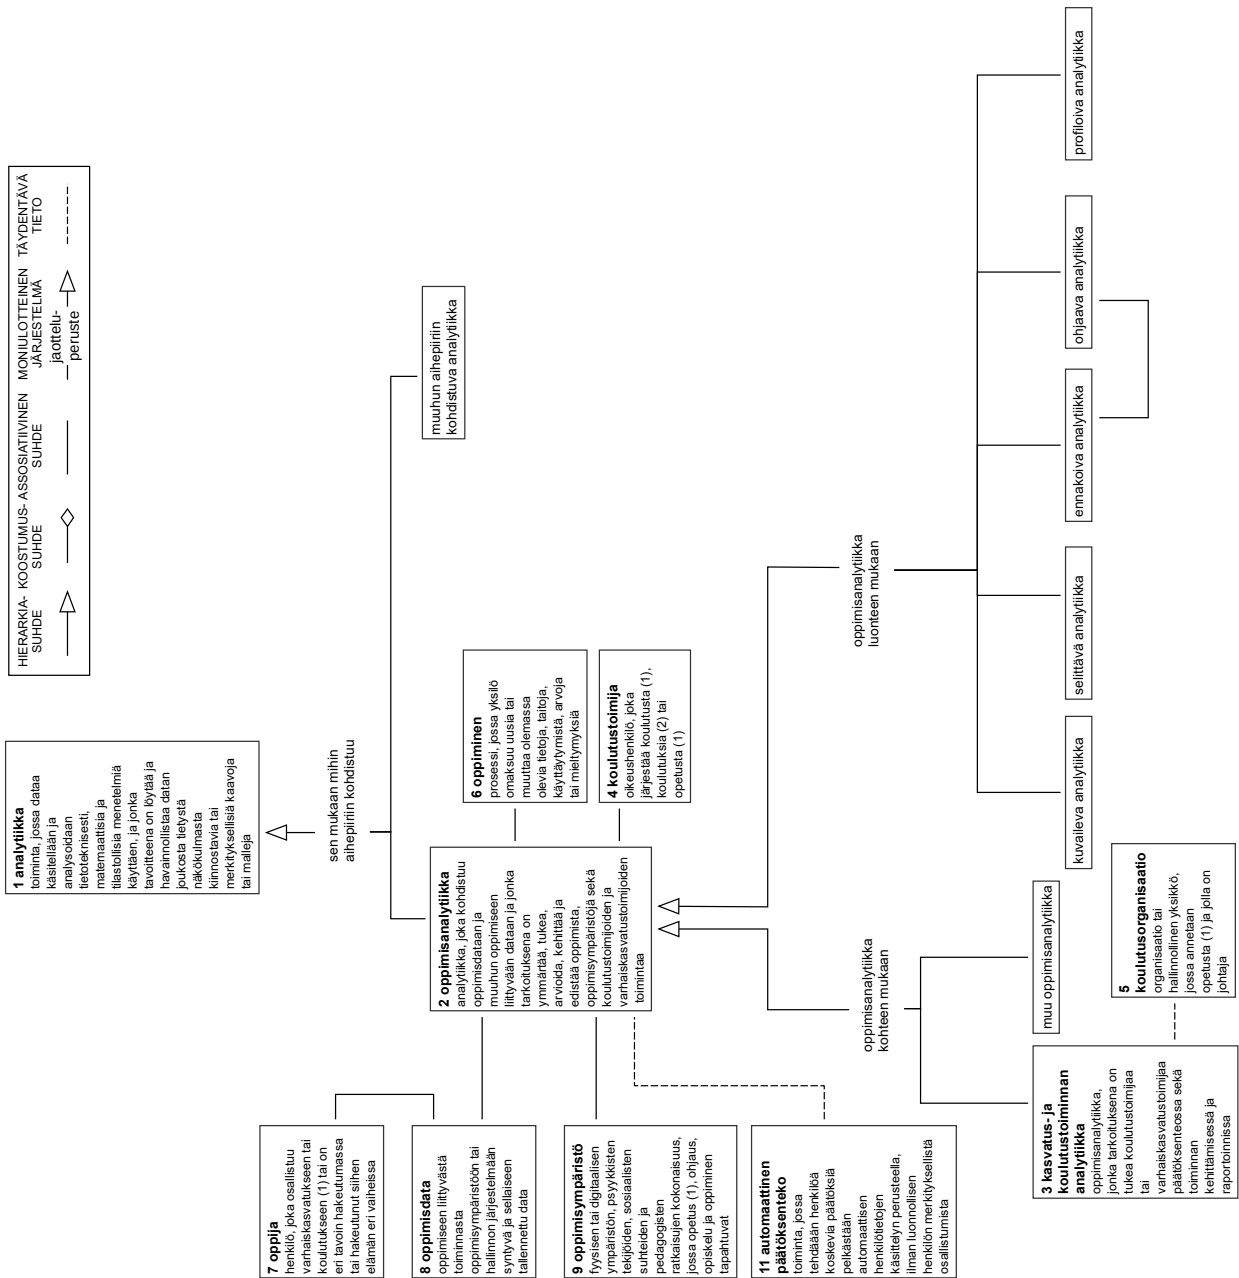 HIERARKIA-
SUHDE
KOOSTUMUS-
SUHDE
ASSOSIATIIVINEN
SUHDE
MONIULOTTEINEN
JÄRJESTELMÄ
jaottelu-
peruste
TÄYDENTÄVÄ
TIETO
1 analytiikka
toiminta, jossa dataa
käsitellään ja
analysoidaan
tietoteknisesti,
matemaattisia ja
tilastollisia menetelmiä
käyttäen, ja jonka
tavoitteena on löytää ja
havainnollistaa datan
joukosta tietystä
näkökulmasta
kiinnostavia tai
merkityksellisiä kaavoja
tai malleja
sen mukaan mihin
aihepiiriin kohdistuu
muuhun aihepiiriin
kohdistuva analytiikka
2 oppimisanalytiikka
analytiikka, joka kohdistuu
oppimisdataan ja
muuhun oppimiseen
liittyvään dataan ja jonka
tarkoituksena on
ymmärtää, tukea,
arvioida, kehittää ja
edistää oppimista,
oppimisympäristöjä sekä
koulutustoimijoiden ja
varhaiskasvatustoimijoiden
toimintaa
6 oppiminen
prosessi, jossa yksilö
omaksuu uusia tai
muuttaa olemassa
olevia tietoja, taitoja,
käyttäytymistä, arvoja
tai mieltymyksiä
4 koulutustoimija
oikeushenkilö, joka
järjestää koulutusta (1),
koulutuksia (2) tai
opetusta (1)
7 oppija
henkilö, joka osallistuu
varhaiskasvatukseen tai
koulutukseen (1) tai on
eri tavoin hakeutumassa
tai hakeutunut siihen
elämän eri vaiheissa
8 oppimisdata
oppimiseen liittyvästä
toiminnasta
oppimisympäristön tai
hallinnon järjestelmään
syntyvä ja sellaiseen
tallennettu data
9 oppimisympäristö
fyysisen tai digitaalisen
ympäristön, psyykkisten
tekijöiden, sosiaalisten
suhteiden ja
pedagogisten
ratkaisujen kokonaisuus,
jossa opetus (1), ohjaus,
opiskelu ja oppiminen
tapahtuvat
11 automaattinen
päätöksenteko
toiminta, jossa
tehdäään henkilöä
koskevia päätöksiä
pelkästään
automaattisen
henkilötietojen
käsittelyn perusteella,
ilman luonnollisen
henkilön merkityksellistä
osallistumista
oppimisanalytiikka
kohteen mukaan
oppimisanalytiikka
luonteen mukaan
3 kasvatus- ja
koulutustoiminnan
analytiikka
oppimisanalytiikka,
jonka tarkoituksena on
tukea koulutustoimijaa
tai
varhaiskasvatustoimijaa
päätöksenteossa sekä
toiminnan
kehittämisessä ja
raportoinnissa
muu oppimisanalytiikka
5
koulutusorganisaatio
organisaatio tai
hallinnollinen yksikkö,
jossa annetaan
opetusta (1) ja jolla on
johtaja
kuvaileva analytiikka
selittävä analytiikka
ennakoiva analytiikka
ohjaava analytiikka
profiloiva analytiikka